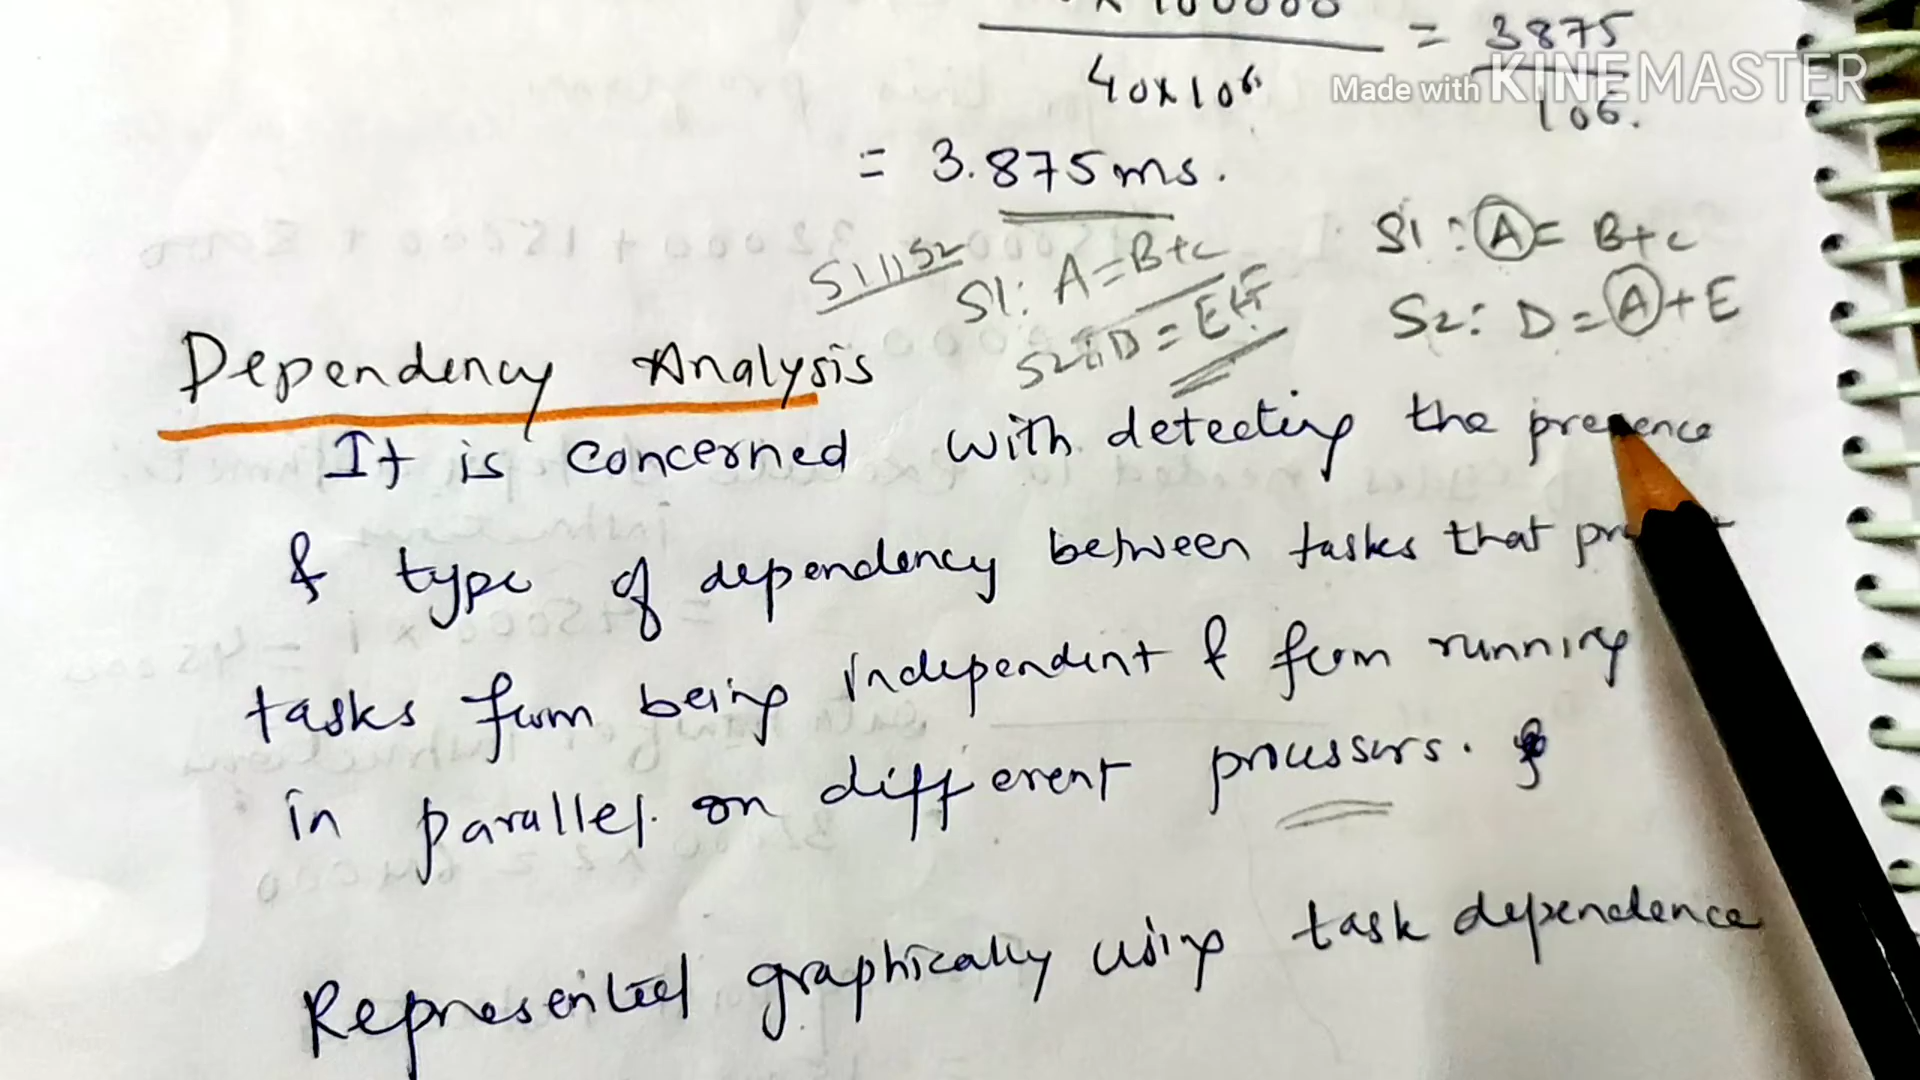 x 100000 = 3875
40x10⁶ 10⁶.
Made with KINEMASTER
= 3.875ms.
S1 || S2
S1: A=B+C
S2: D=E+F
S1: A= B+C
S2: D=A+E
Dependency Analysis
It is concerned with detecting the presence
& type of dependency between tasks that
tasks from being independent & from running
in parallel. on different processors.
Represented graphically using task dependence